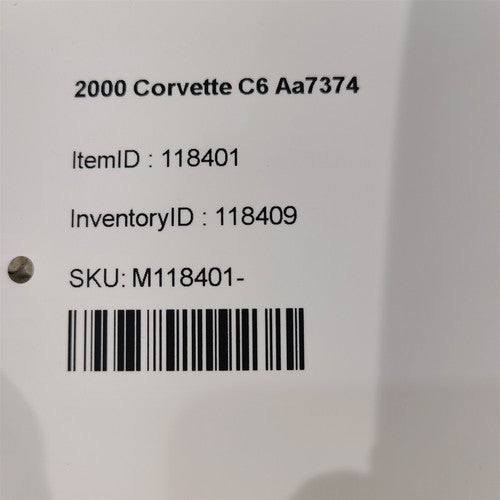 2000 Corvette C6 Aa7374
ItemID : 118401
InventoryID : 118409
SKU: M118401-